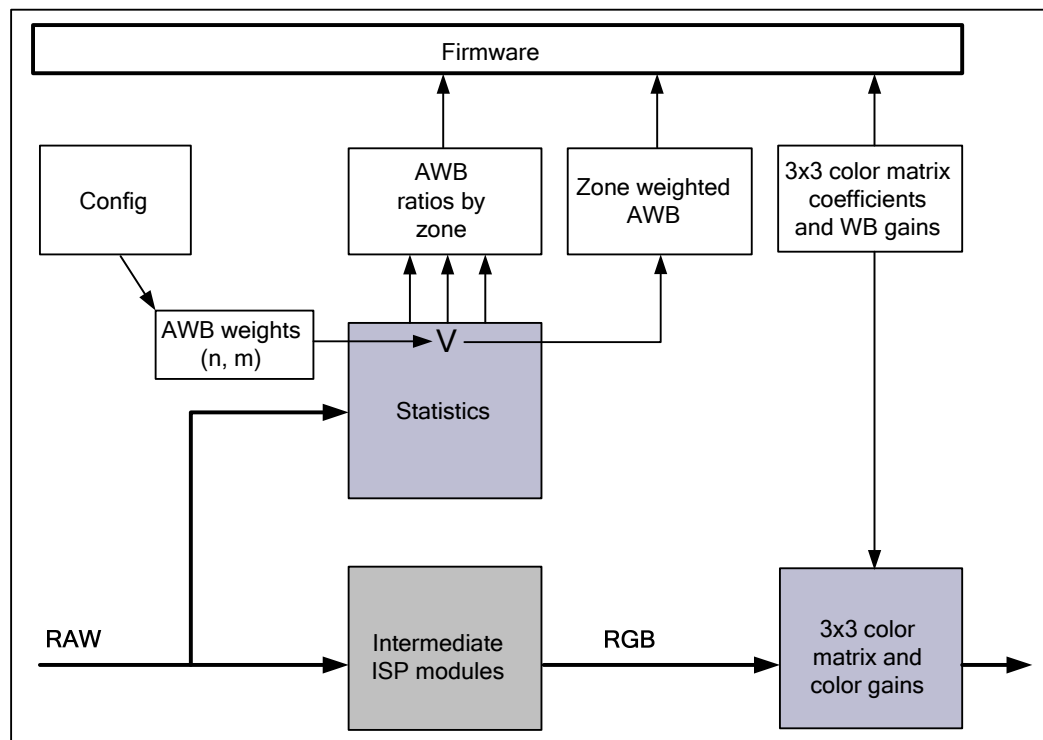 Firmware
Config
AWB
ratios by
zone
Zone weighted
AWB
3x3 color matrix
coefficients
and WB gains
AWB weights
(n, m)
V
Statistics
RAW
Intermediate
ISP modules
RGB
3x3 color
matrix and
color gains